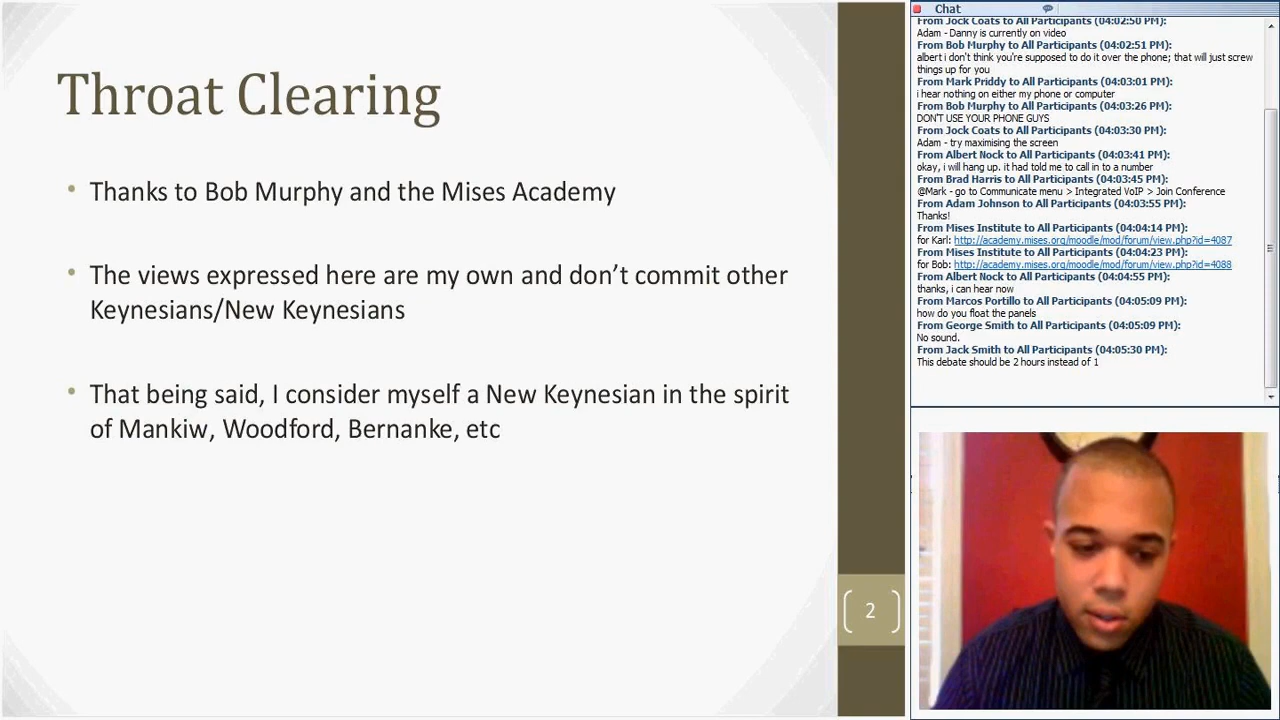 Throat Clearing
• Thanks to Bob Murphy and the Mises Academy
• The views expressed here are my own and don't commit other
Keynesians/New Keynesians
• That being said, I consider myself a New Keynesian in the spirit
of Mankiw, Woodford, Bernanke, etc
2
Chat
From Jock Coats to All Participants (04:02:50 PM):
Adam - Danny is currently on video
From Bob Murphy to All Participants (04:02:51 PM):
albert i don't think you're supposed to do it over the phone; that will just screw
things up for you
From Mark Priddy to All Participants (04:03:01 PM):
i hear nothing on either my phone or computer
From Bob Murphy to All Participants (04:03:26 PM):
DON'T USE YOUR PHONE GUYS
From Jock Coats to All Participants (04:03:30 PM):
Adam - try maximising the screen
From Albert Nock to All Participants (04:03:41 PM):
okay, i will hang up. it had told me to call in to a number
From Brad Harris to All Participants (04:03:45 PM):
@Mark - go to Communicate menu > Integrated VoIP > Join Conference
From Adam Johnson to All Participants (04:03:55 PM):
Thanks!
From Mises Institute to All Participants (04:04:14 PM):
for Karl: http://academy.mises.org/moodle/mod/forum/view.php?id=4087
From Mises Institute to All Participants (04:04:23 PM):
for Bob: http://academy.mises.org/moodle/mod/forum/view.php?id=4088
From Albert Nock to All Participants (04:04:55 PM):
thanks, i can hear now
From Marcos Portillo to All Participants (04:05:09 PM):
how do you float the panels
From George Smith to All Participants (04:05:09 PM):
No sound.
From Jack Smith to All Participants (04:05:30 PM):
This debate should be 2 hours instead of 1